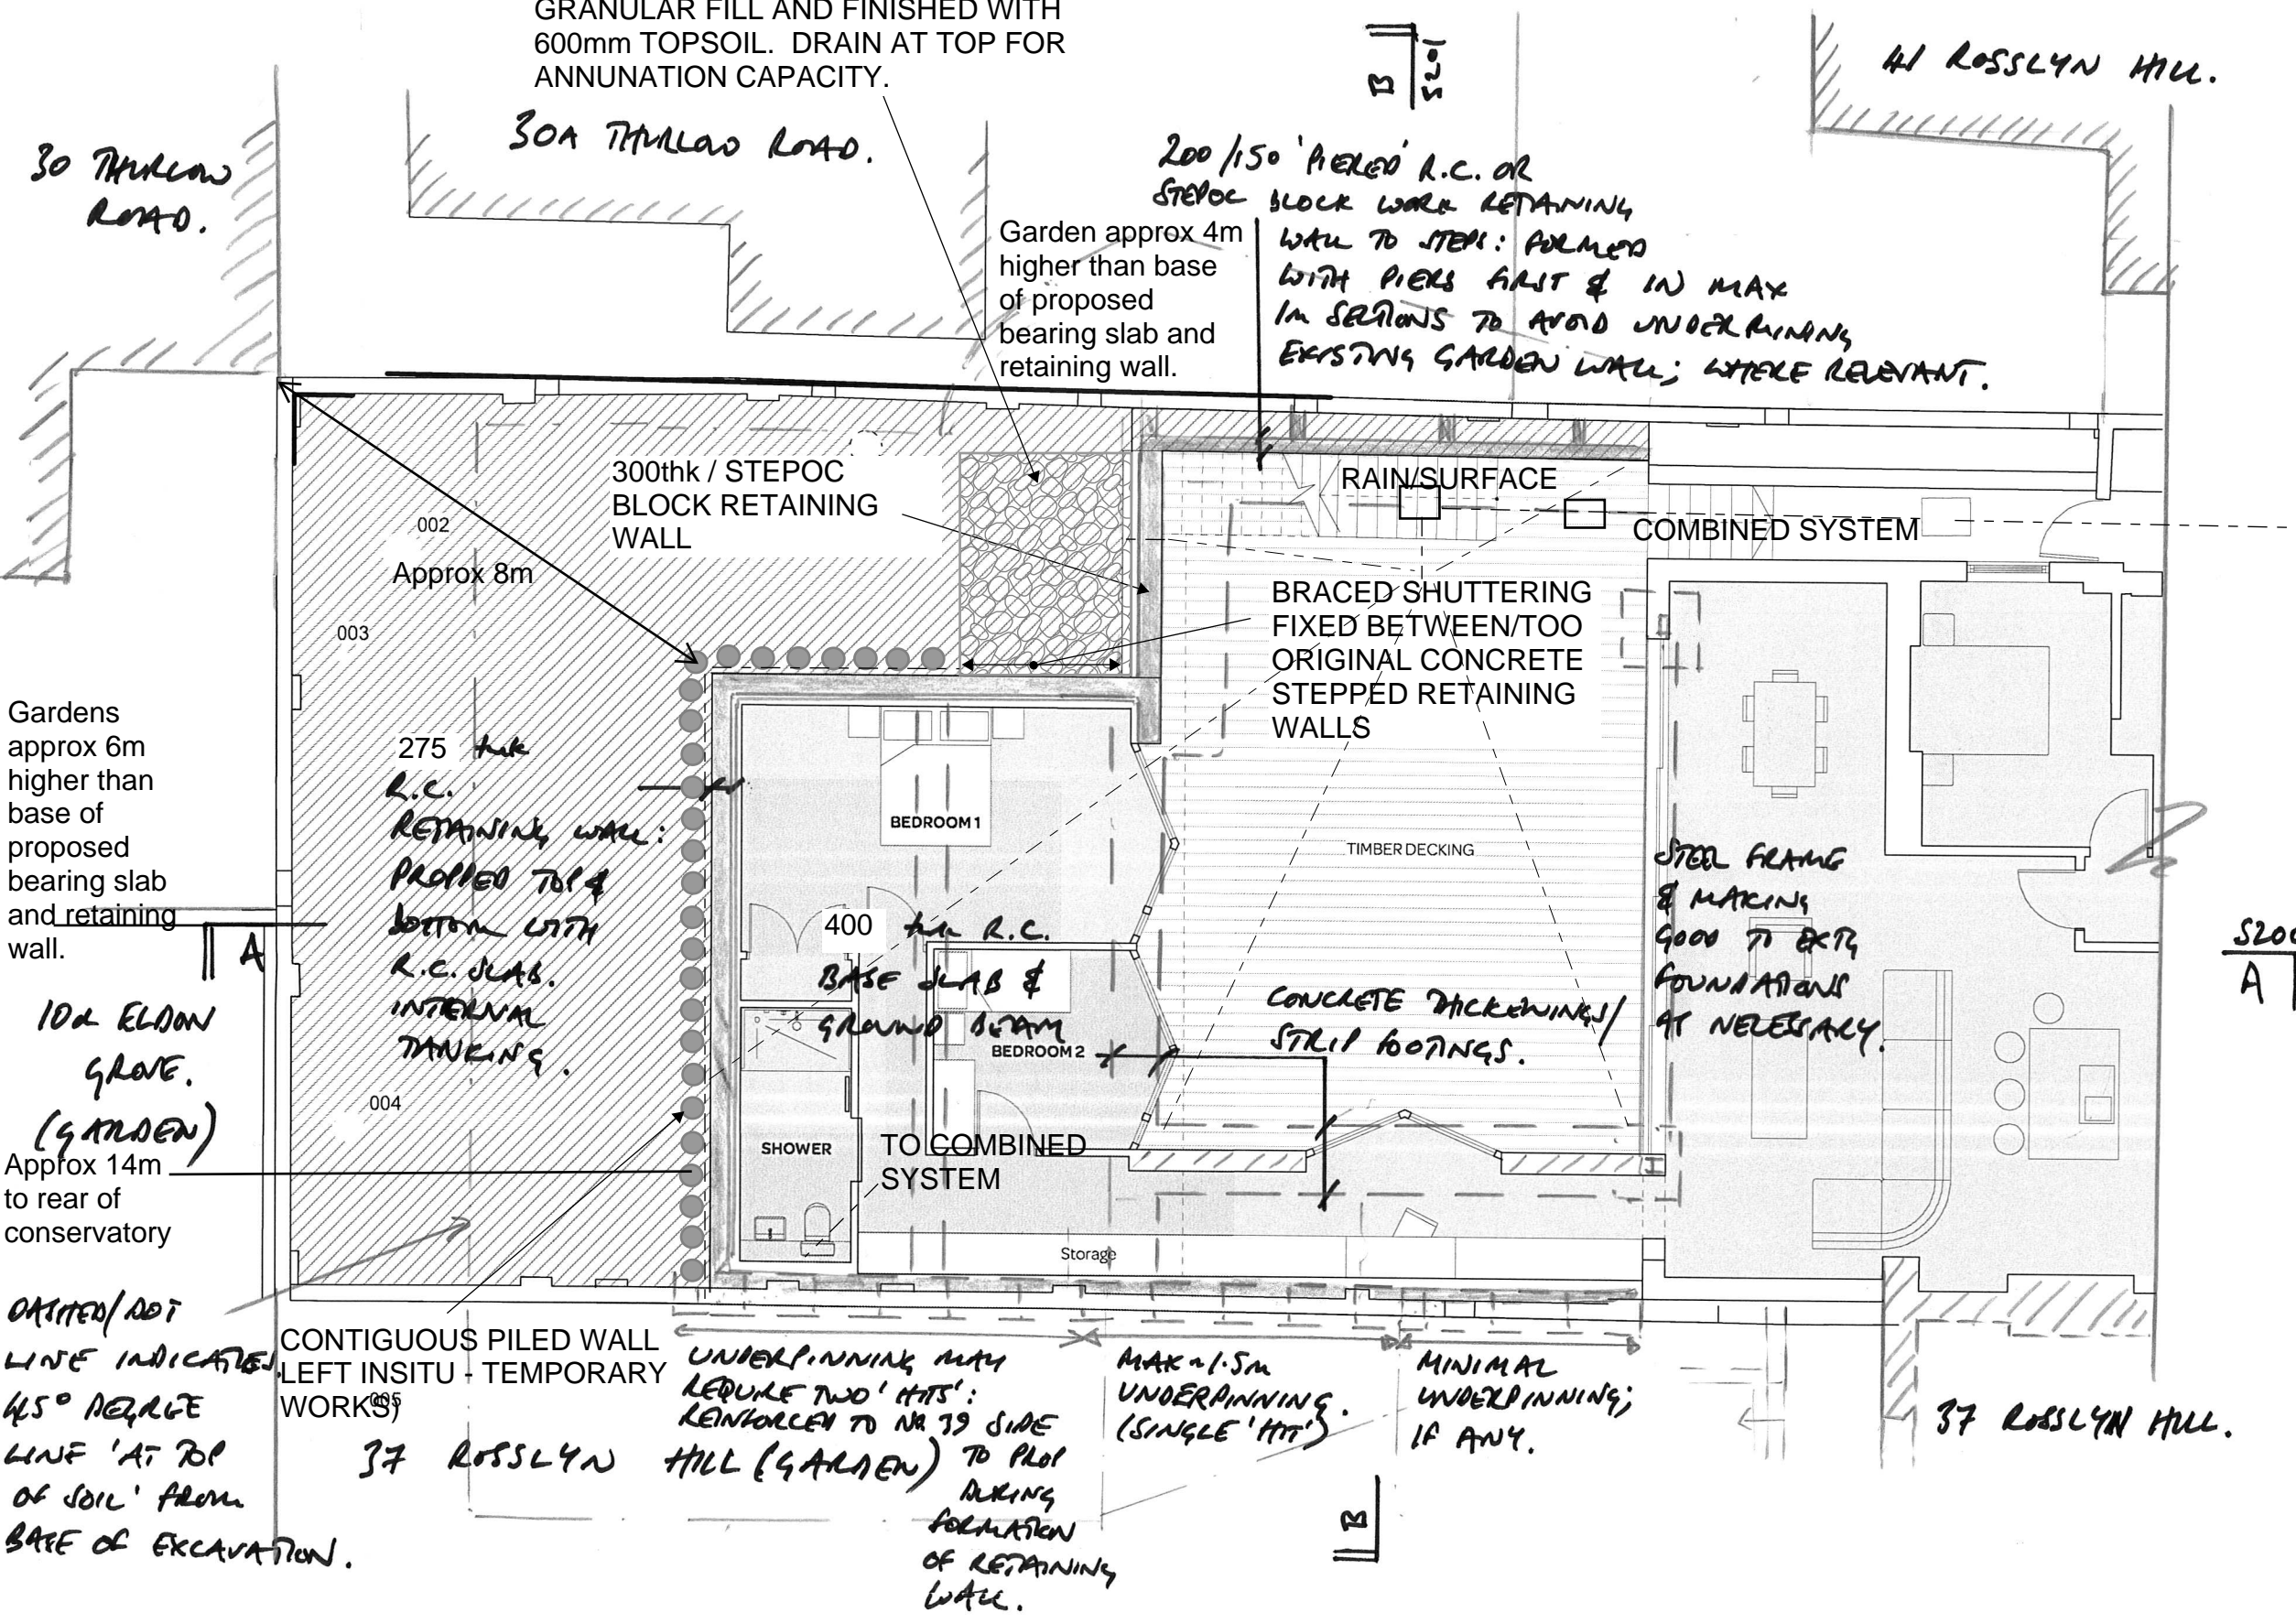 GRANULAR FILL AND FINISHED WITH
600mm TOPSOIL. DRAIN AT TOP FOR
ANNUNATION CAPACITY.
B
S201
41 ROSSLYN HILL.
30 THURLOW
ROAD.
30A THURLOW ROAD.
200/150 'PIERED' R.C. OR
STEPOC BLOCK WORK RETAINING
WALL TO STEPS: FORMED
WITH PIERS FIRST & IN MAX
1m SECTIONS TO AVOID UNDERMINING
EXISTING GARDEN WALL; WHERE RELEVANT.
Garden approx 4m
higher than base
of proposed
bearing slab and
retaining wall.
300thk / STEPOC
BLOCK RETAINING
WALL
RAIN/SURFACE
COMBINED SYSTEM
002
Approx 8m
003
BRACED SHUTTERING
FIXED BETWEEN/TOO
ORIGINAL CONCRETE
STEPPED RETAINING
WALLS
Gardens
approx 6m
higher than
base of
proposed
bearing slab
and retaining
wall.
275 thk
R.C.
RETAINING WALL:
PROPPED TOP &
BOTTOM WITH
R.C. SLAB.
INTERNAL
TANKING.
BEDROOM 1
TIMBER DECKING
400 thk R.C.
BASE SLAB &
GROUND BEAM
BEDROOM 2
CONCRETE THICKENINGS/
STRIP FOOTINGS.
STEEL FRAME
& MAKING
GOOD TO EXTG
FOUNDATIONS
AT NECESSARY.
A
A
10a ELDON
GROVE.
(GARDEN)
004
Approx 14m
to rear of
conservatory
SHOWER
TO COMBINED
SYSTEM
Storage
DASHED/DOT
LINE INDICATES
45° DEGREE
LINE 'AT TOP
OF SOIL' FROM
BASE OF EXCAVATION.
CONTIGUOUS PILED WALL
LEFT INSITU - TEMPORARY
WORKS)
005
37 ROSSLYN HILL (GARDEN)
UNDERPINNING MAY
REQUIRE TWO 'HITS':
REINFORCED TO No 39 SIDE
TO PROP
DURING
FORMATION
OF RETAINING
WALL.
MAX ~1.5m
UNDERPINNING.
(SINGLE 'HIT')
MINIMAL
UNDERPINNING;
IF ANY.
37 ROSSLYN HILL.
B